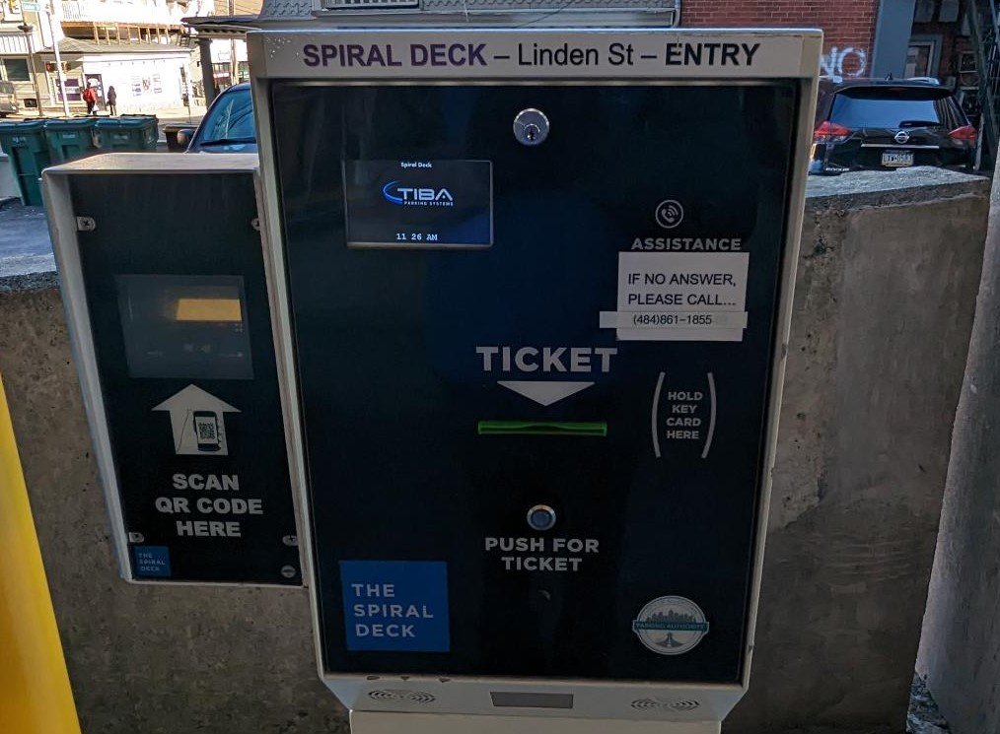 SPIRAL DECK – Linden St – ENTRY
Spiral Deck
TIBA
PARKING SYSTEMS
11 26 AM
ASSISTANCE
IF NO ANSWER,
PLEASE CALL...
(484)861-1855
TICKET
HOLD
KEY
CARD
HERE
SCAN
QR CODE
HERE
THE
SPIRAL
DECK
PUSH FOR
TICKET
THE
SPIRAL
DECK
PARKING AUTHORITY
NO
ROGUE